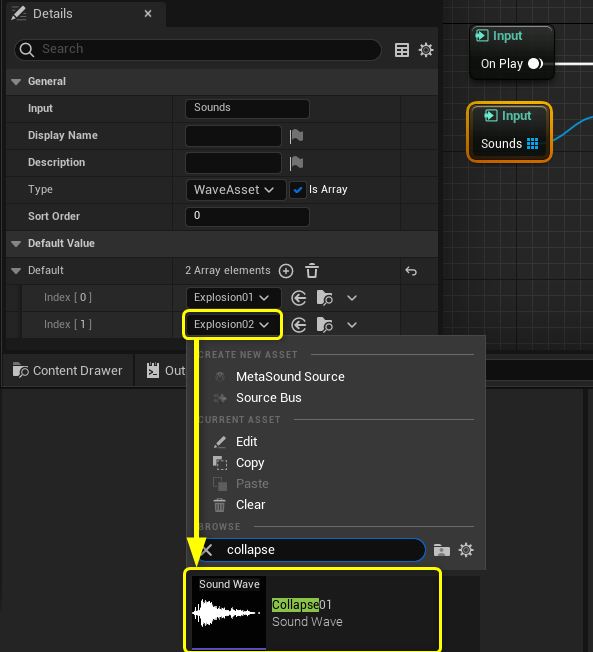 Details
Search
General
Input
Sounds
Display Name
Description
Type
WaveAsset
Is Array
Sort Order
0
Default Value
Default
2 Array elements
Index [ 0 ]
Explosion01
Index [ 1 ]
Explosion02
Content Drawer
Out
CREATE NEW ASSET
MetaSound Source
Source Bus
CURRENT ASSET
Edit
Copy
Paste
Clear
BROWSE
collapse
Sound Wave
Collapse01
Sound Wave
Input
On Play
Input
Sounds